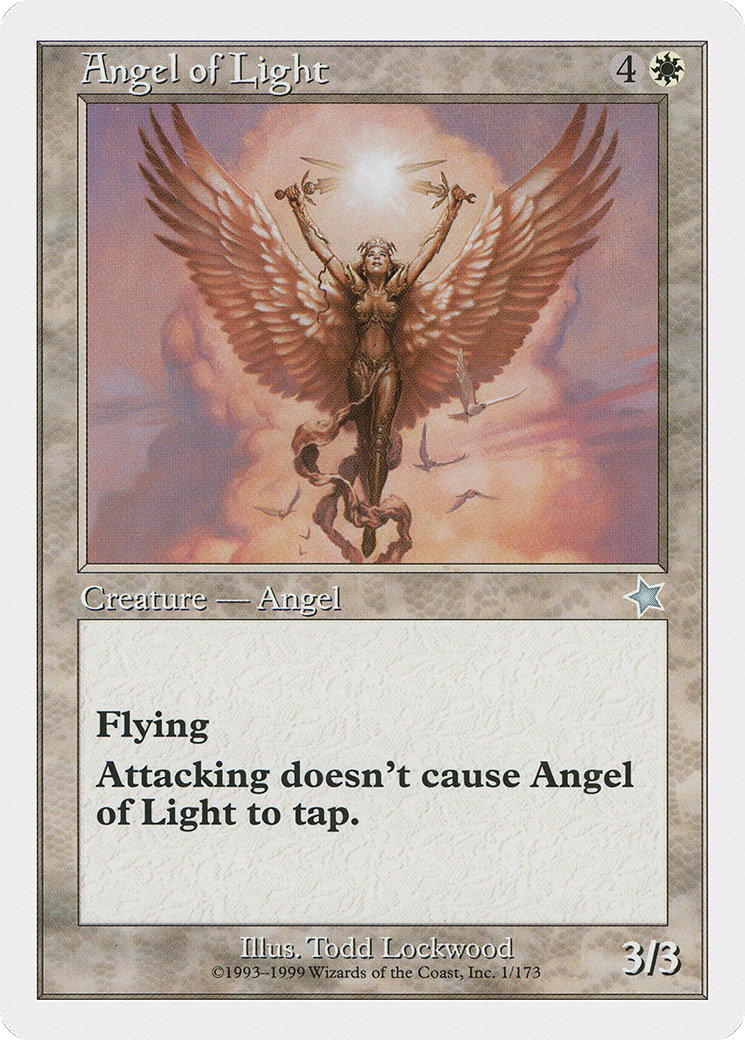 Angel of Light 4
Creature — Angel
Flying
Attacking doesn't cause Angel
of Light to tap.
Illus. Todd Lockwood
©1993–1999 Wizards of the Coast, Inc. 1/173
3/3